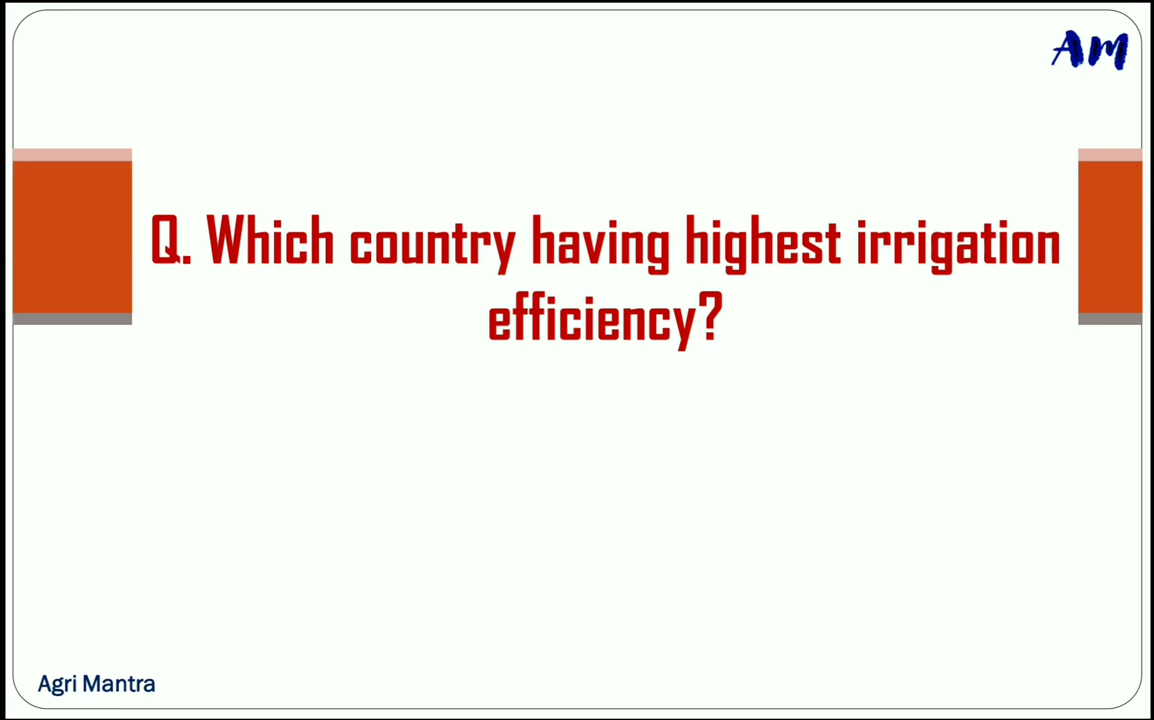 AM
Q. Which country having highest irrigation
efficiency?
Agri Mantra